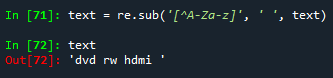 In [71]: text = re.sub('[^A-Za-z]', ' ', text)
In [72]: text
Out[72]: 'dvd rw hdmi '